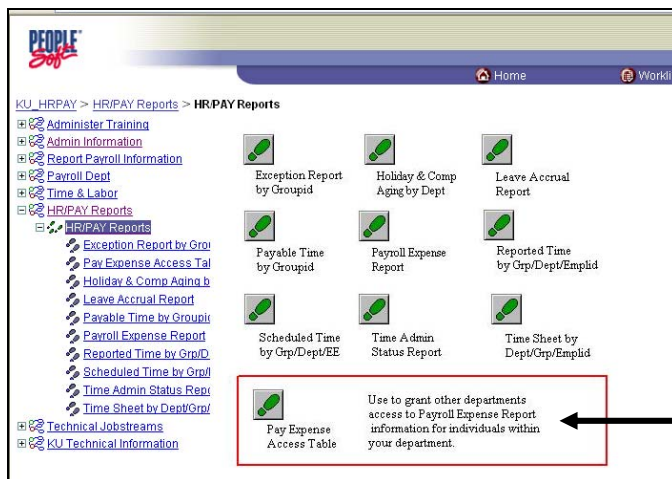 PEOPLE
Soft
Home
Workli
KU_HRPAY > HR/PAY Reports > HR/PAY Reports
Administer Training
Admin Information
Report Payroll Information
Payroll Dept
Time & Labor
HR/PAY Reports
HR/PAY Reports
Exception Report by Grou
Pay Expense Access Tal
Holiday & Comp Aging b
Leave Accrual Report
Payable Time by Groupid
Payroll Expense Report
Reported Time by Grp/D
Scheduled Time by Grp/I
Time Admin Status Repo
Time Sheet by Dept/Grp/
Technical Jobstreams
KU Technical Information
Exception Report
by Groupid
Holiday & Comp
Aging by Dept
Leave Accrual
Report
Payable Time
by Groupid
Payroll Expense
Report
Reported Time
by Grp/Dept/Emplid
Scheduled Time
by Grp/Dept/EE
Time Admin
Status Report
Time Sheet by
Dept/Grp/Emplid
Pay Expense
Access Table
Use to grant other departments
access to Payroll Expense Report
information for individuals within
your department.